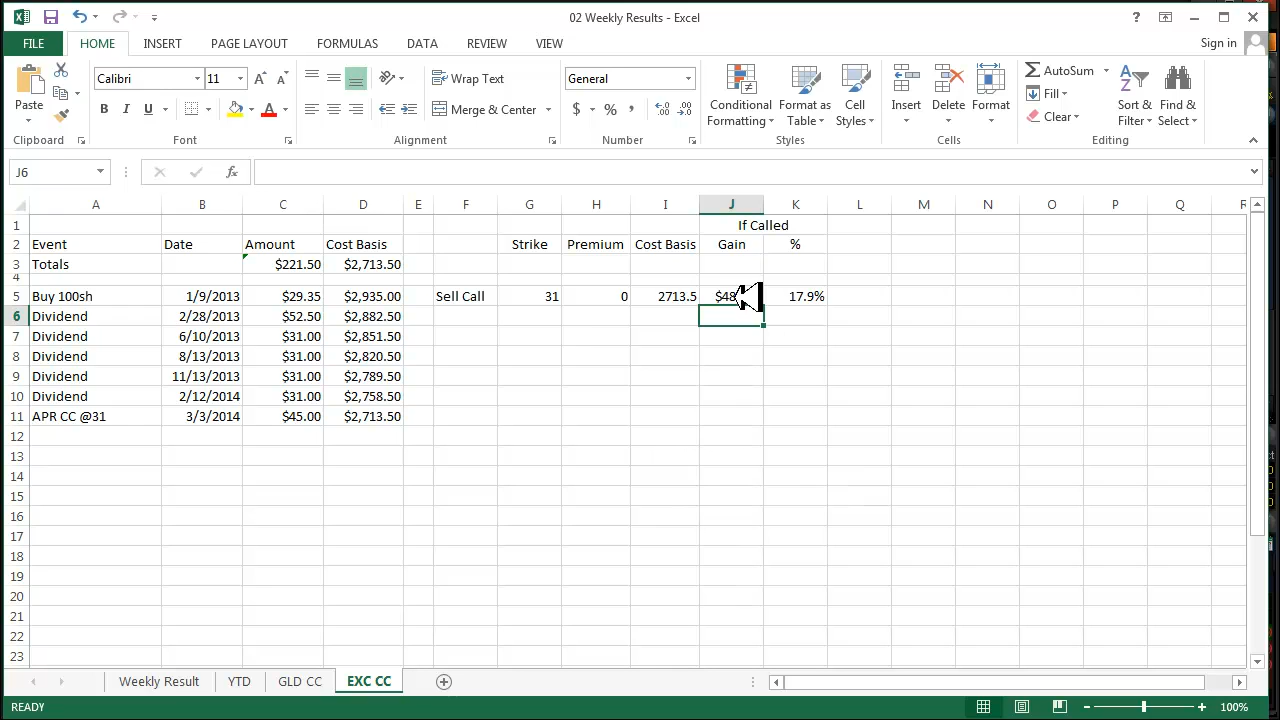 02 Weekly Results - Excel
FILE HOME INSERT PAGE LAYOUT FORMULAS DATA REVIEW VIEW Sign in
Calibri 11 Wrap Text General AutoSum
Paste B I U Merge & Center $ % , Conditional Formatting Format as Table Cell Styles Insert Delete Format Fill Clear Sort & Filter Find & Select
Clipboard Font Alignment Number Styles Cells Editing
J6 fx
A B C D E F G H I J K L M N O P Q R
1 If Called
2 Event Date Amount Cost Basis Strike Premium Cost Basis Gain %
3 Totals $221.50 $2,713.50
4
5 Buy 100sh 1/9/2013 $29.35 $2,935.00 Sell Call 31 0 2713.5 17.9%
6 Dividend 2/28/2013 $52.50 $2,882.50
7 Dividend 6/10/2013 $31.00 $2,851.50
8 Dividend 8/13/2013 $31.00 $2,820.50
9 Dividend 11/13/2013 $31.00 $2,789.50
10 Dividend 2/12/2014 $31.00 $2,758.50
11 APR CC @31 3/3/2014 $45.00 $2,713.50
12
13
14
15
16
17
18
19
20
21
22
23
Weekly Result YTD GLD CC EXC CC
READY 100%